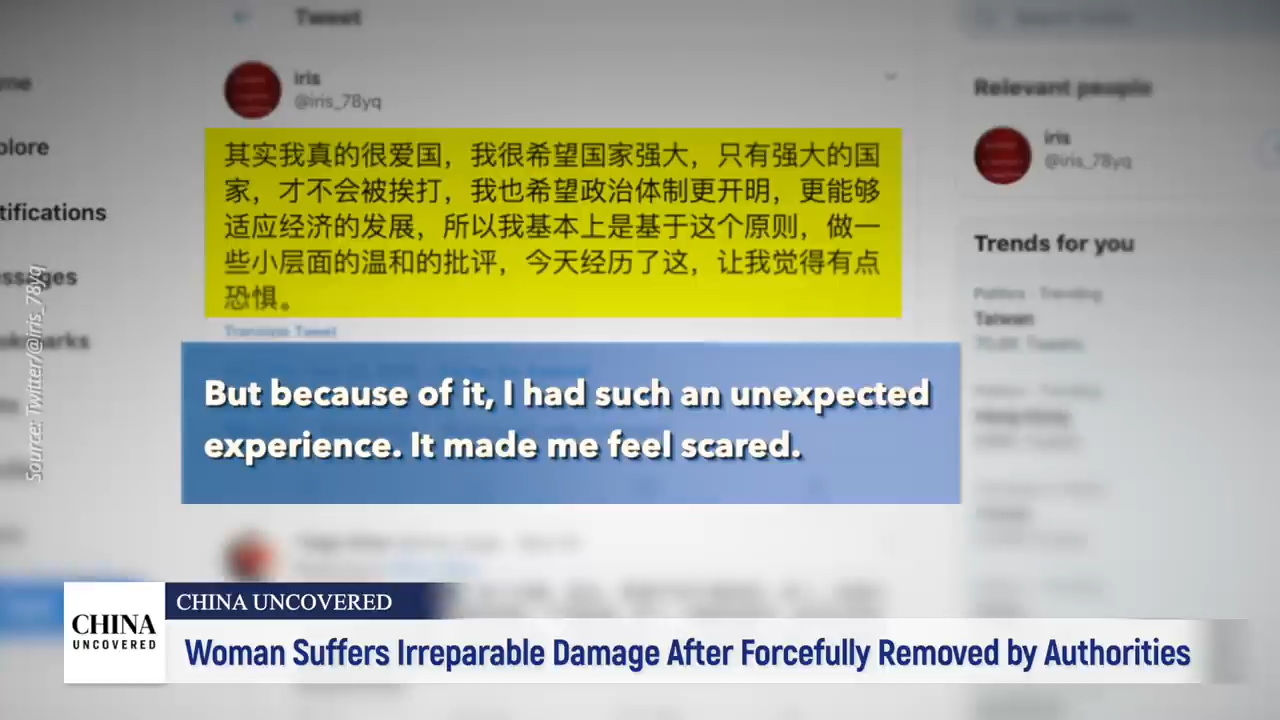 Tweet
iris
@iris_78yq
其实我真的很爱国，我很希望国家强大，只有强大的国
家，才不会被挨打，我也希望政治体制更开明，更能够
适应经济的发展，所以我基本上是基于这个原则，做一
些小层面的温和的批评，今天经历了这，让我觉得有点
恐惧。
Translate Tweet
But because of it, I had such an unexpected
experience. It made me feel scared.
Relevant people
iris
@iris_78yq
Trends for you
Politics · Trending
Taiwan
plore
tifications
ssages
okmarks
Source: Twitter/@iris_78yq
CHINA
UNCOVERED
CHINA UNCOVERED
Woman Suffers Irreparable Damage After Forcefully Removed by Authorities